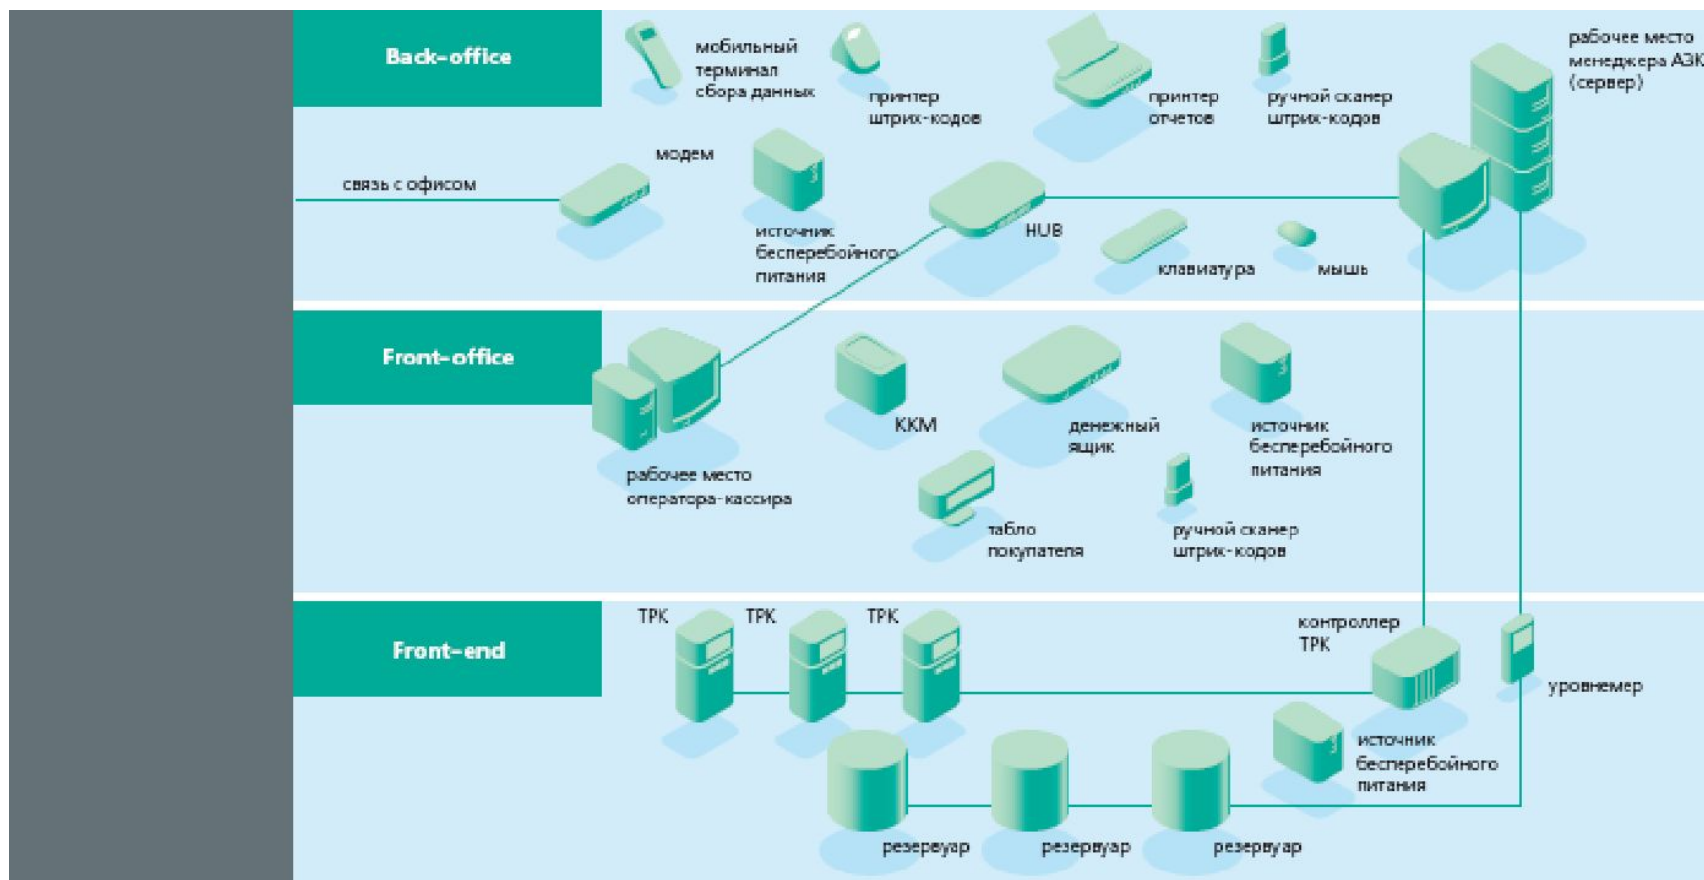 Back-office
мобильный
терминал
сбора данных
принтер
штрих-кодов
принтер
отчетов
ручной сканер
штрих-кодов
рабочее место
менеджера АЗК
(сервер)
связь с офисом
модем
источник
бесперебойного
питания
HUB
клавиатура
мышь
Front-office
рабочее место
оператора-кассира
ККМ
денежный
ящик
источник
бесперебойного
питания
табло
покупателя
ручной сканер
штрих-кодов
Front-end
ТРК
ТРК
ТРК
контроллер
ТРК
уровнемер
источник
бесперебойного
питания
резервуар
резервуар
резервуар